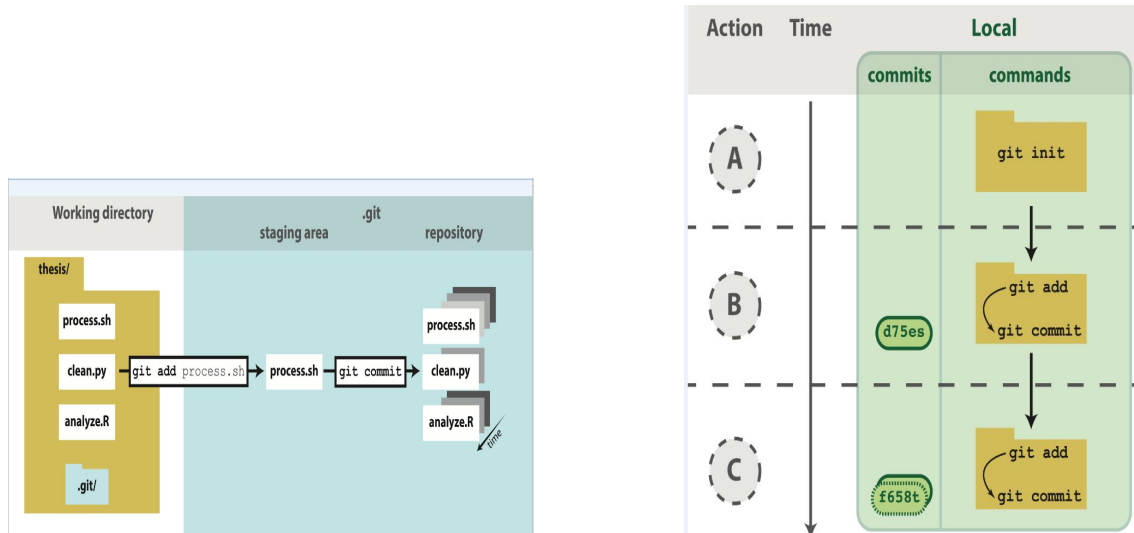 Working directory
.git
staging area
repository
thesis/
process.sh
clean.py
analyze.R
.git/
git add process.sh
process.sh
git commit
process.sh
clean.py
analyze.R
time
Action Time Local
commits commands
A
git init
B
git add
git commit
d75es
C
git add
git commit
f658t